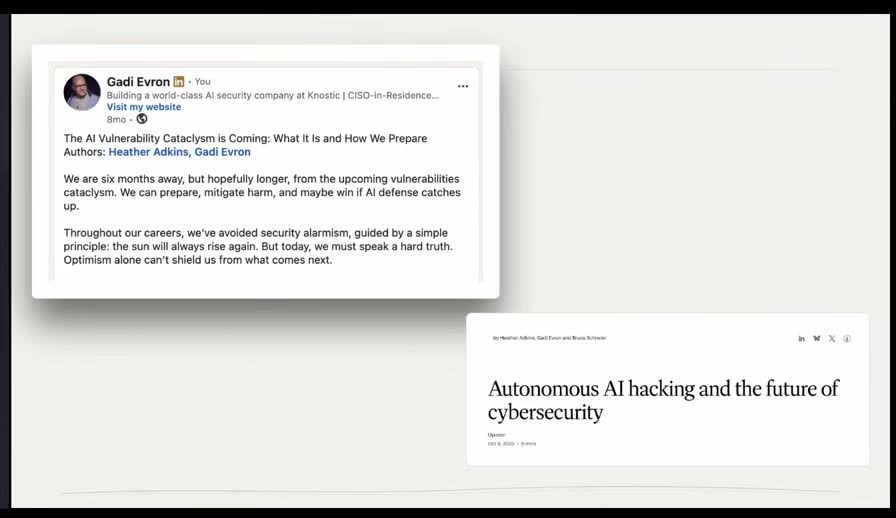 Gadi Evron in · You
Building a world-class AI security company at Knostic | CISO-in-Residence...
Visit my website
8mo ·
The AI Vulnerability Cataclysm is Coming: What It Is and How We Prepare
Authors: Heather Adkins, Gadi Evron
We are six months away, but hopefully longer, from the upcoming vulnerabilities
cataclysm. We can prepare, mitigate harm, and maybe win if AI defense catches
up.
Throughout our careers, we've avoided security alarmism, guided by a simple
principle: the sun will always rise again. But today, we must speak a hard truth.
Optimism alone can't shield us from what comes next.
by Heather Adkins, Gadi Evron and Bruce Schneier
Autonomous AI hacking and the future of
cybersecurity
Opinion